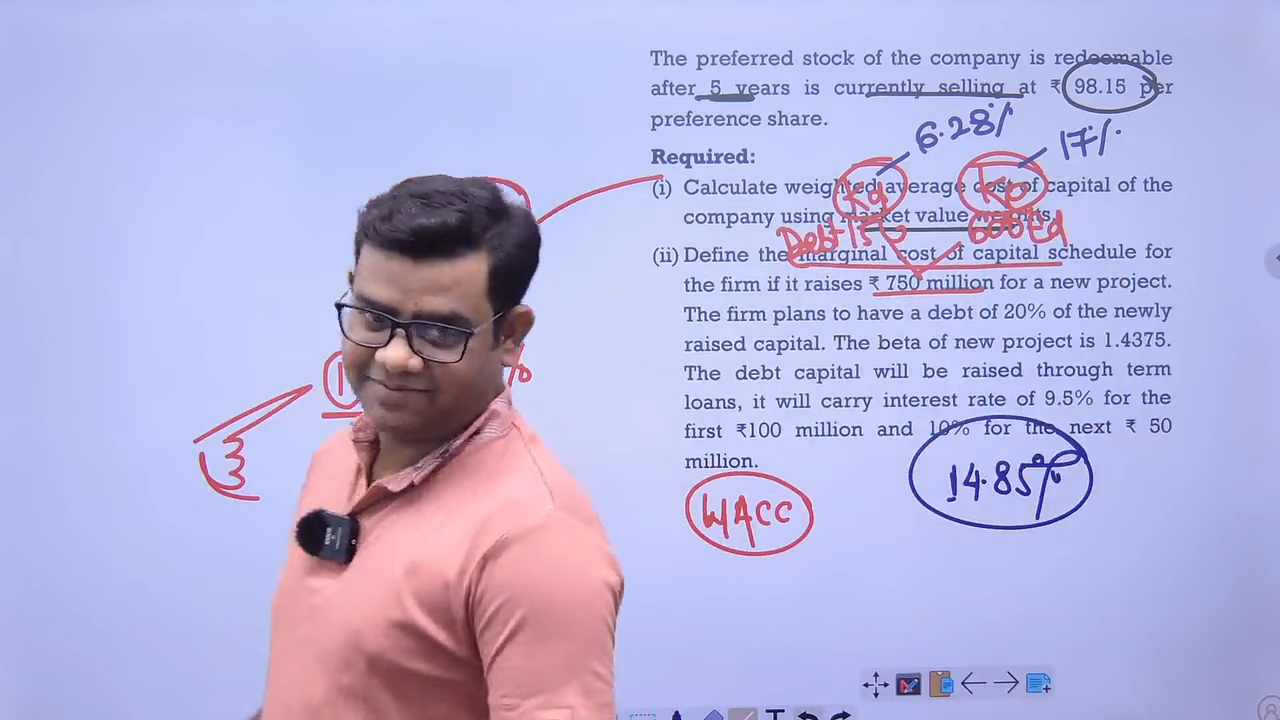 The preferred stock of the company is redeemable
after 5 years is currently selling at ₹ 98.15 per
preference share.
6.28% 17%
Required:
(i) Calculate weighted average cost of capital of the
Kd Ke
company using market value weights.
Debt 150 600 Eq
(ii) Define the marginal cost of capital schedule for
the firm if it raises ₹ 750 million for a new project.
The firm plans to have a debt of 20% of the newly
raised capital. The beta of new project is 1.4375.
The debt capital will be raised through term
loans, it will carry interest rate of 9.5% for the
first ₹100 million and 10% for the next ₹ 50
million.
14.85%
WACC